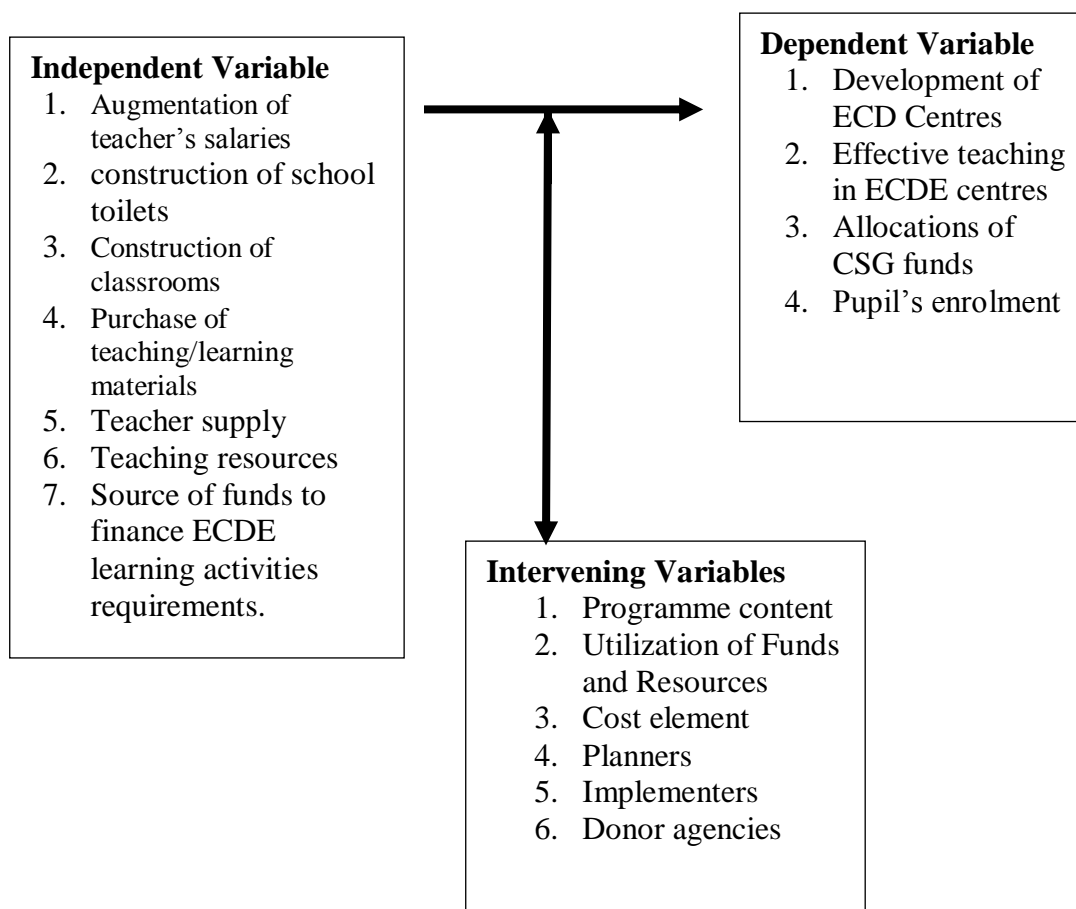 Independent Variable
1. Augmentation of
teacher’s salaries
2. construction of school
toilets
3. Construction of
classrooms
4. Purchase of
teaching/learning
materials
5. Teacher supply
6. Teaching resources
7. Source of funds to
finance ECDE
learning activities
requirements.
Dependent Variable
1. Development of
ECD Centres
2. Effective teaching
in ECDE centres
3. Allocations of
CSG funds
4. Pupil’s enrolment
Intervening Variables
1. Programme content
2. Utilization of Funds
and Resources
3. Cost element
4. Planners
5. Implementers
6. Donor agencies